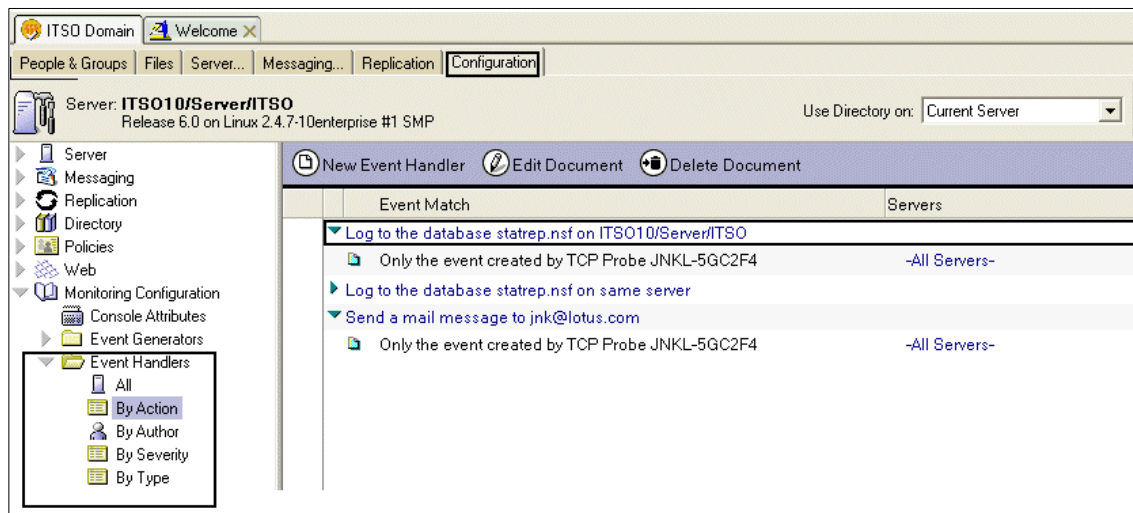 ITSO Domain Welcome
People & Groups Files Server... Messaging... Replication Configuration
Server: ITSO10/Server/ITSO
Release 6.0 on Linux 2.4.7-10enterprise #1 SMP
Use Directory on: Current Server
Server
Messaging
Replication
Directory
Policies
Web
Monitoring Configuration
Console Attributes
Event Generators
Event Handlers
All
By Action
By Author
By Severity
By Type
New Event Handler Edit Document Delete Document
Event Match Servers
Log to the database statrep.nsf on ITSO10/Server/ITSO
Only the event created by TCP Probe JNKL-5GC2F4 -All Servers-
Log to the database statrep.nsf on same server
Send a mail message to jnk@lotus.com
Only the event created by TCP Probe JNKL-5GC2F4 -All Servers-